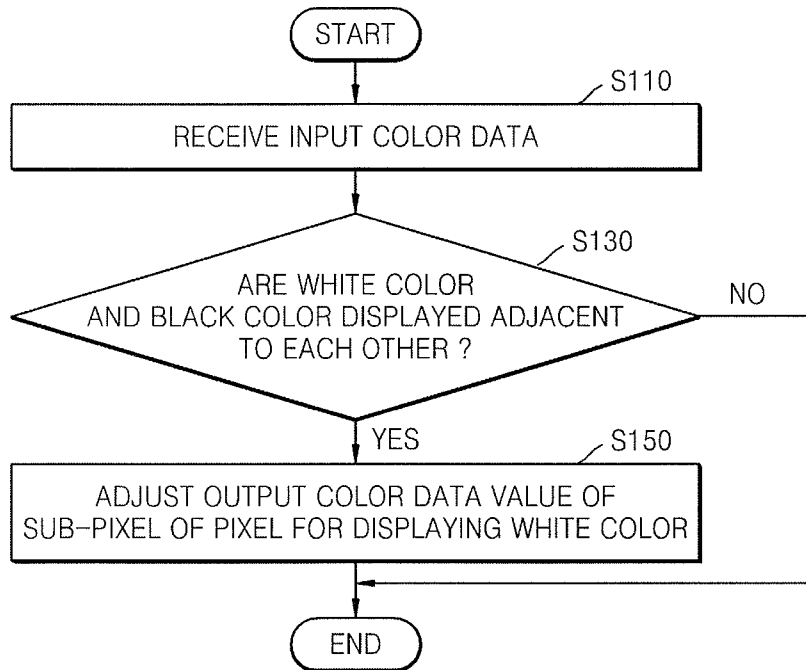 START
S110
RECEIVE INPUT COLOR DATA
S130
ARE WHITE COLOR
AND BLACK COLOR DISPLAYED ADJACENT
TO EACH OTHER ?
NO
YES
S150
ADJUST OUTPUT COLOR DATA VALUE OF
SUB-PIXEL OF PIXEL FOR DISPLAYING WHITE COLOR
END